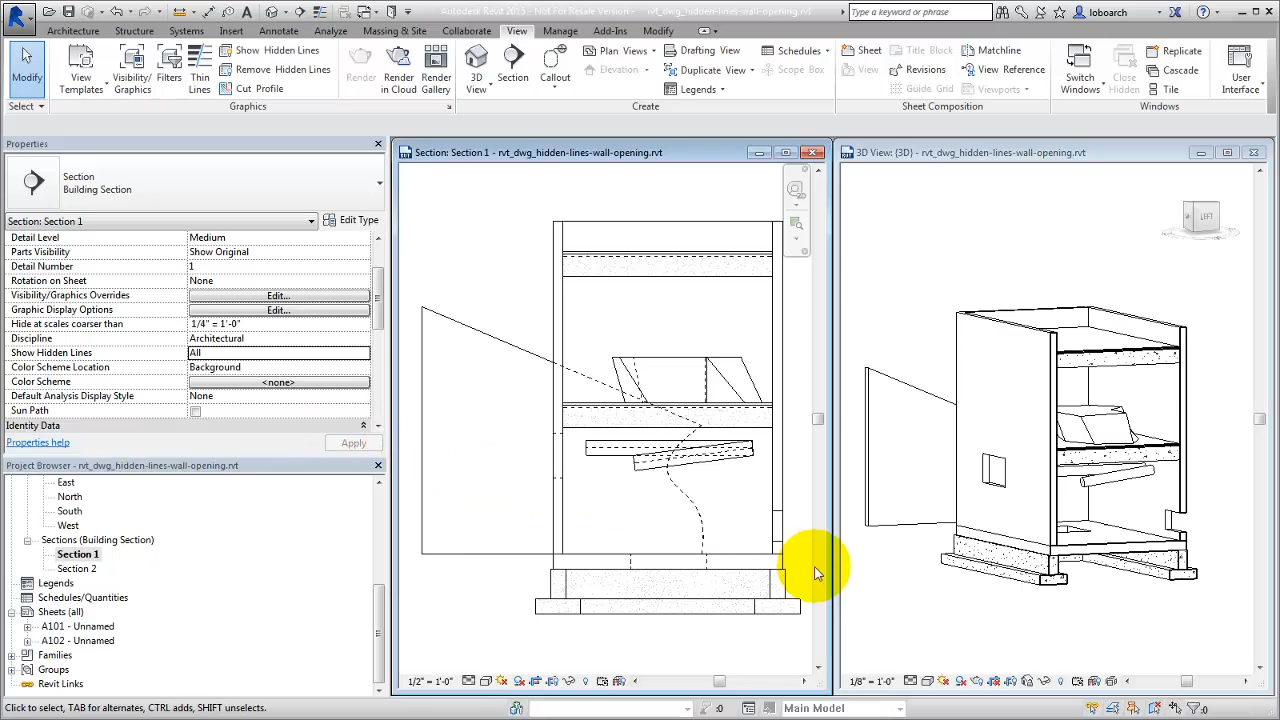 Autodesk Revit 2015 - Not For Resale Version - rvt_dwg_hidden-lines-wall-opening.rvt
Type a keyword or phrase
loboarch
Architecture Structure Systems Insert Annotate Analyze Massing & Site Collaborate View Manage Add-Ins Modify
Modify
View Templates
Visibility/ Graphics
Filters
Thin Lines
Show Hidden Lines
Remove Hidden Lines
Cut Profile
Render
Render in Cloud
Render Gallery
3D View
Section
Callout
Plan Views
Elevation
Drafting View
Duplicate View
Legends
Schedules
Scope Box
Sheet
View
Title Block
Revisions
Guide Grid
Matchline
View Reference
Viewports
Switch Windows
Close Hidden
Replicate
Cascade
Tile
User Interface
Select Graphics Create Sheet Composition Windows
Properties
Section
Building Section
Section: Section 1 Edit Type
Detail Level Medium
Parts Visibility Show Original
Detail Number 1
Rotation on Sheet None
Visibility/Graphics Overrides Edit...
Graphic Display Options Edit...
Hide at scales coarser than 1/4" = 1'-0"
Discipline Architectural
Show Hidden Lines All
Color Scheme Location Background
Color Scheme <none>
Default Analysis Display Style None
Sun Path
Identity Data
Properties help Apply
Project Browser - rvt_dwg_hidden-lines-wall-opening.rvt
East
North
South
West
Sections (Building Section)
Section 1
Section 2
Legends
Schedules/Quantities
Sheets (all)
A101 - Unnamed
A102 - Unnamed
Families
Groups
Revit Links
Section: Section 1 - rvt_dwg_hidden-lines-wall-opening.rvt
1/2" = 1'-0"
3D View: {3D} - rvt_dwg_hidden-lines-wall-opening.rvt
LEFT
1/8" = 1'-0"
Click to select, TAB for alternates, CTRL adds, SHIFT unselects.
:0
Main Model
:0